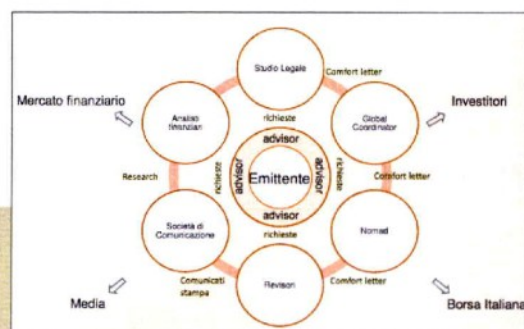 Studio Legale
Comfort letter
Mercato finanziario
Investitori
Analisti
finanziari
richieste
Global
Coordinator
advisor
Research
richieste
advisor
Emittente
advisor
richieste
Comfort letter
advisor
Società di
Comunicazione
richieste
Nomad
Comunicati
stampa
Revisori
Comfort letter
Media
Borsa Italiana